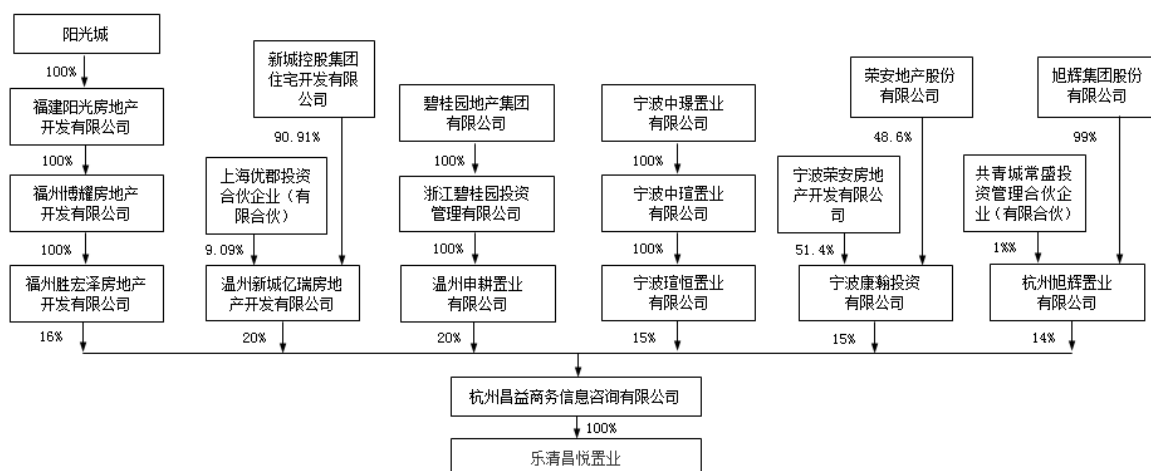 阳光城
100%
福建阳光房地产
开发有限公司
100%
福州博耀房地产
开发有限公司
100%
福州胜宏泽房地产
开发有限公司
16%
新城控股集团
住宅开发有限
公司
90.91%
上海优郡投资
合伙企业（有
限合伙）
9.09%
温州新城亿瑞房地
产开发有限公司
20%
碧桂园地产集团
有限公司
100%
浙江碧桂园投资
管理有限公司
100%
温州申耕置业
有限公司
20%
宁波中璟置业
有限公司
100%
宁波中瑄置业
有限公司
100%
宁波瑄恒置业
有限公司
15%
荣安地产股份
有限公司
48.6%
宁波荣安房地
产开发有限公
司
51.4%
宁波康瀚投资
有限公司
15%
旭辉集团股份
有限公司
99%
共青城常盛投
资管理合伙企
业（有限合伙）
1%%
杭州旭辉置业
有限公司
14%
杭州昌益商务信息咨询有限公司
100%
乐清昌悦置业